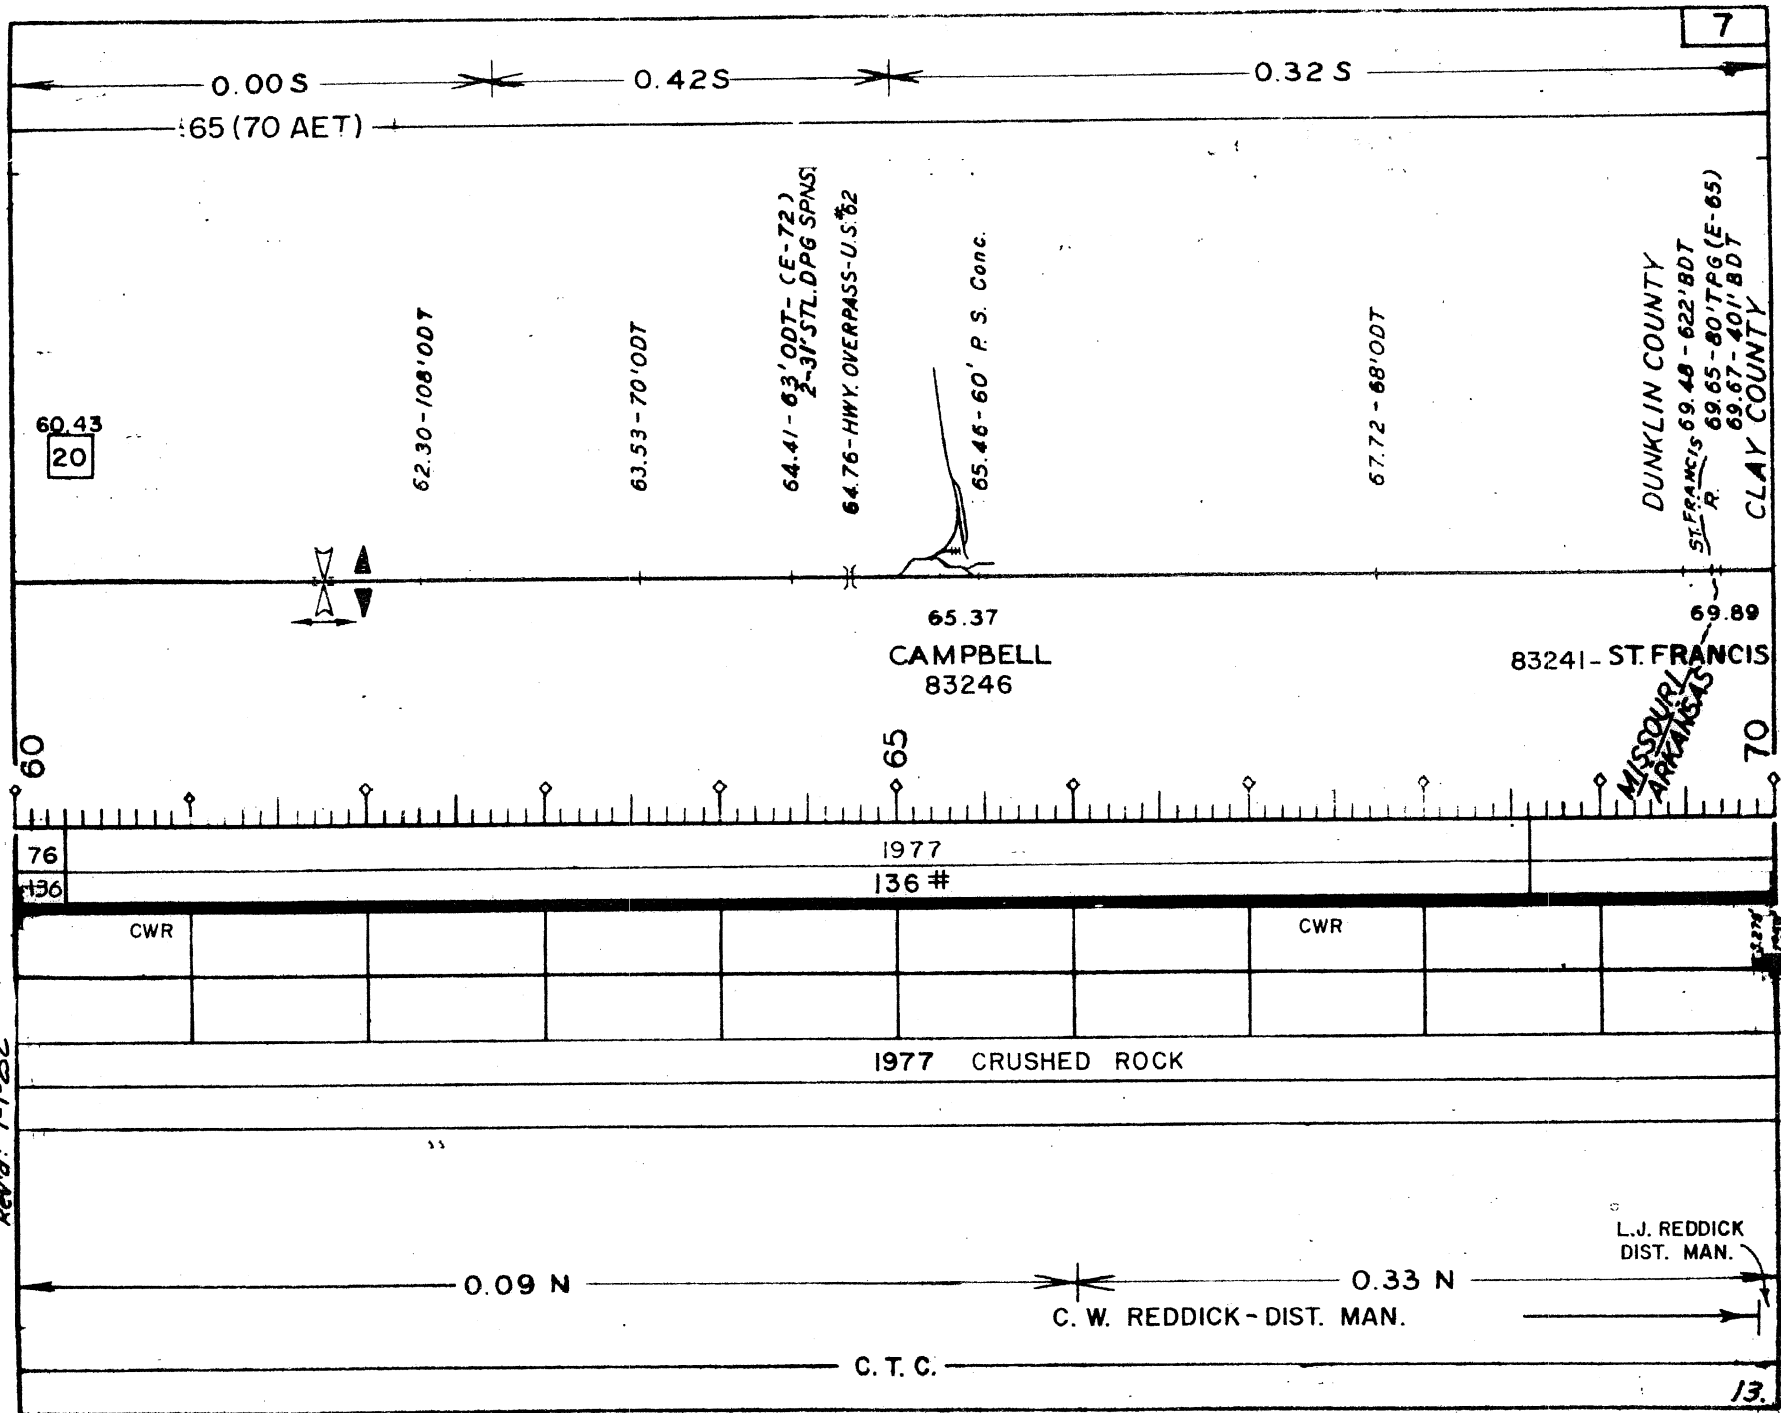 7
0.00 S
0.42 S
0.32 S
65 (70 AET)
60.43
20
62.30-108'ODT
63.53-70'ODT
64.41-63'ODT-(E-72)
2-31'STL.DPG SPNS.
64.76-HWY. OVERPASS-U.S.#62
65.46-60' P. S. Conc.
67.72-68'ODT
DUNKLIN COUNTY
ST. FRANCIS R.
69.48-622'BDT
69.65-80'TPG (E-65)
69.67-401'BDT
CLAY COUNTY
65.37
CAMPBELL
83246
69.89
83241-ST. FRANCIS
MISSOURI
ARKANSAS
60
65
70
76
1977
136
136 #
CWR
CWR
1977 CRUSHED ROCK
Rev'd. 1-1-82
L.J. REDDICK
DIST. MAN.
0.09 N
0.33 N
C. W. REDDICK-DIST. MAN.
C. T. C.
13.